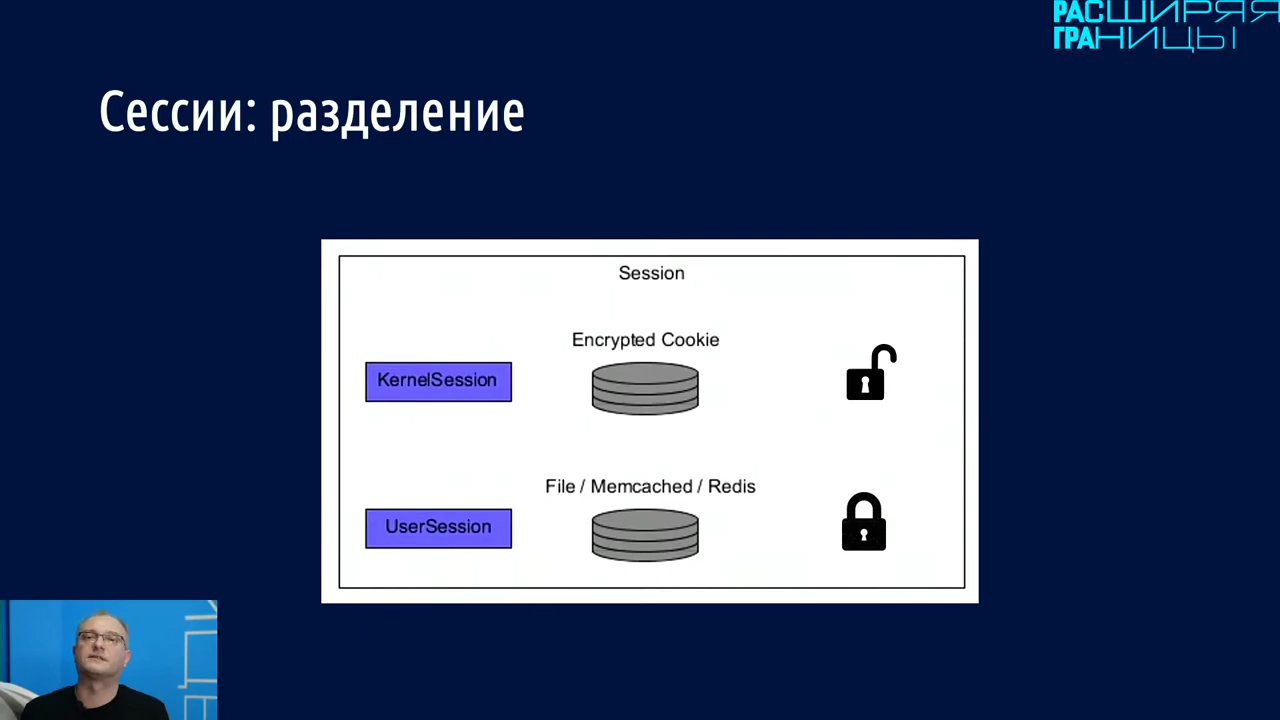 РАСШИРЯЯ
ГРАНИЦЫ
Сессии: разделение
Session
Encrypted Cookie
KernelSession
File / Memcached / Redis
UserSession